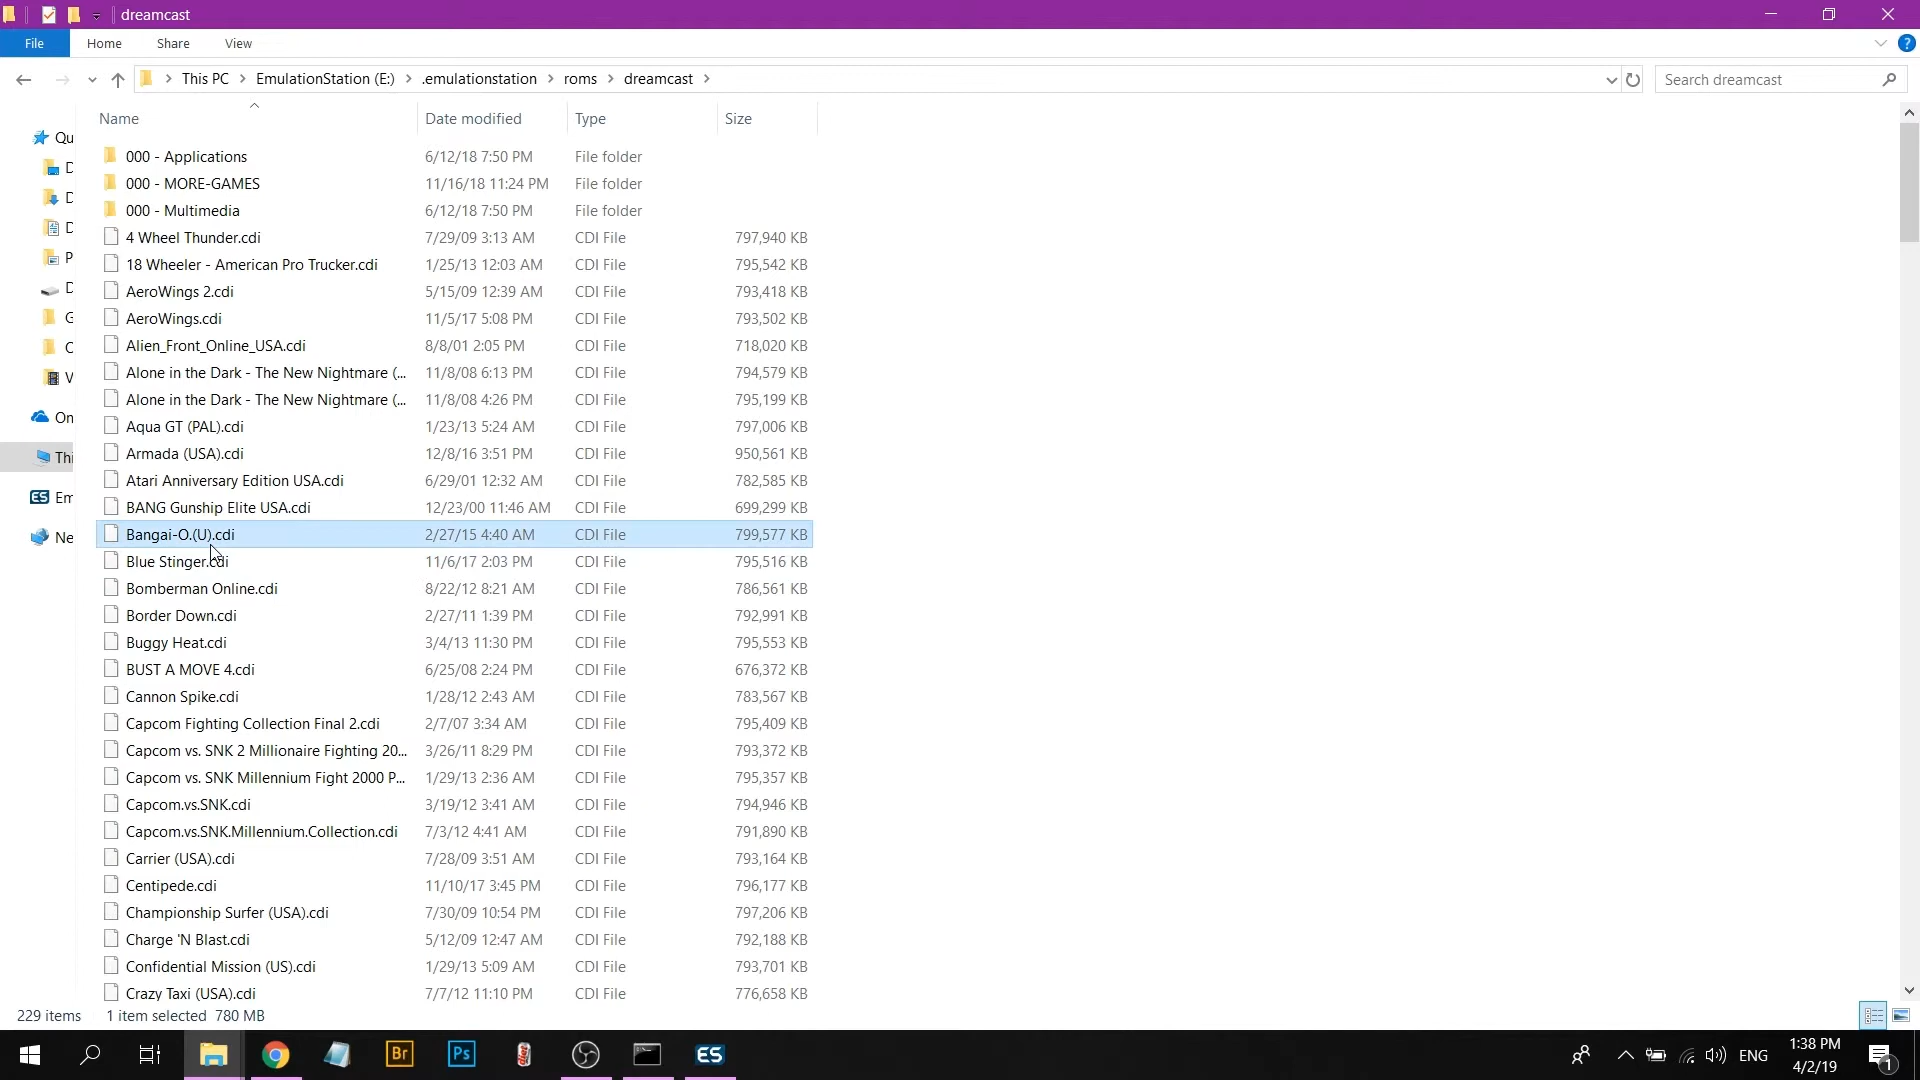 dreamcast
File Home Share View
This PC EmulationStation (E:) .emulationstation roms dreamcast Search dreamcast
Name Date modified Type Size
Qu
D
D
D
P
D
G
C
V
On
Thi
ES Em
Ne
000 - Applications 6/12/18 7:50 PM File folder
000 - MORE-GAMES 11/16/18 11:24 PM File folder
000 - Multimedia 6/12/18 7:50 PM File folder
4 Wheel Thunder.cdi 7/29/09 3:13 AM CDI File 797,940 KB
18 Wheeler - American Pro Trucker.cdi 1/25/13 12:03 AM CDI File 795,542 KB
AeroWings 2.cdi 5/15/09 12:39 AM CDI File 793,418 KB
AeroWings.cdi 11/5/17 5:08 PM CDI File 793,502 KB
Alien_Front_Online_USA.cdi 8/8/01 2:05 PM CDI File 718,020 KB
Alone in the Dark - The New Nightmare (... 11/8/08 6:13 PM CDI File 794,579 KB
Alone in the Dark - The New Nightmare (... 11/8/08 4:26 PM CDI File 795,199 KB
Aqua GT (PAL).cdi 1/23/13 5:24 AM CDI File 797,006 KB
Armada (USA).cdi 12/8/16 3:51 PM CDI File 950,561 KB
Atari Anniversary Edition USA.cdi 6/29/01 12:32 AM CDI File 782,585 KB
BANG Gunship Elite USA.cdi 12/23/00 11:46 AM CDI File 699,299 KB
Bangai-O.(U).cdi 2/27/15 4:40 AM CDI File 799,577 KB
Blue Stinger.cdi 11/6/17 2:03 PM CDI File 795,516 KB
Bomberman Online.cdi 8/22/12 8:21 AM CDI File 786,561 KB
Border Down.cdi 2/27/11 1:39 PM CDI File 792,991 KB
Buggy Heat.cdi 3/4/13 11:30 PM CDI File 795,553 KB
BUST A MOVE 4.cdi 6/25/08 2:24 PM CDI File 676,372 KB
Cannon Spike.cdi 1/28/12 2:43 AM CDI File 783,567 KB
Capcom Fighting Collection Final 2.cdi 2/7/07 3:34 AM CDI File 795,409 KB
Capcom vs. SNK 2 Millionaire Fighting 20... 3/26/11 8:29 PM CDI File 793,372 KB
Capcom vs. SNK Millennium Fight 2000 P... 1/29/13 2:36 AM CDI File 795,357 KB
Capcom.vs.SNK.cdi 3/19/12 3:41 AM CDI File 794,946 KB
Capcom.vs.SNK.Millennium.Collection.cdi 7/3/12 4:41 AM CDI File 791,890 KB
Carrier (USA).cdi 7/28/09 3:51 AM CDI File 793,164 KB
Centipede.cdi 11/10/17 3:45 PM CDI File 796,177 KB
Championship Surfer (USA).cdi 7/30/09 10:54 PM CDI File 797,206 KB
Charge 'N Blast.cdi 5/12/09 12:47 AM CDI File 792,188 KB
Confidential Mission (US).cdi 1/29/13 5:09 AM CDI File 793,701 KB
Crazy Taxi (USA).cdi 7/7/12 11:10 PM CDI File 776,658 KB
229 items 1 item selected 780 MB
Br Ps ES ENG 1:38 PM
4/2/19 1